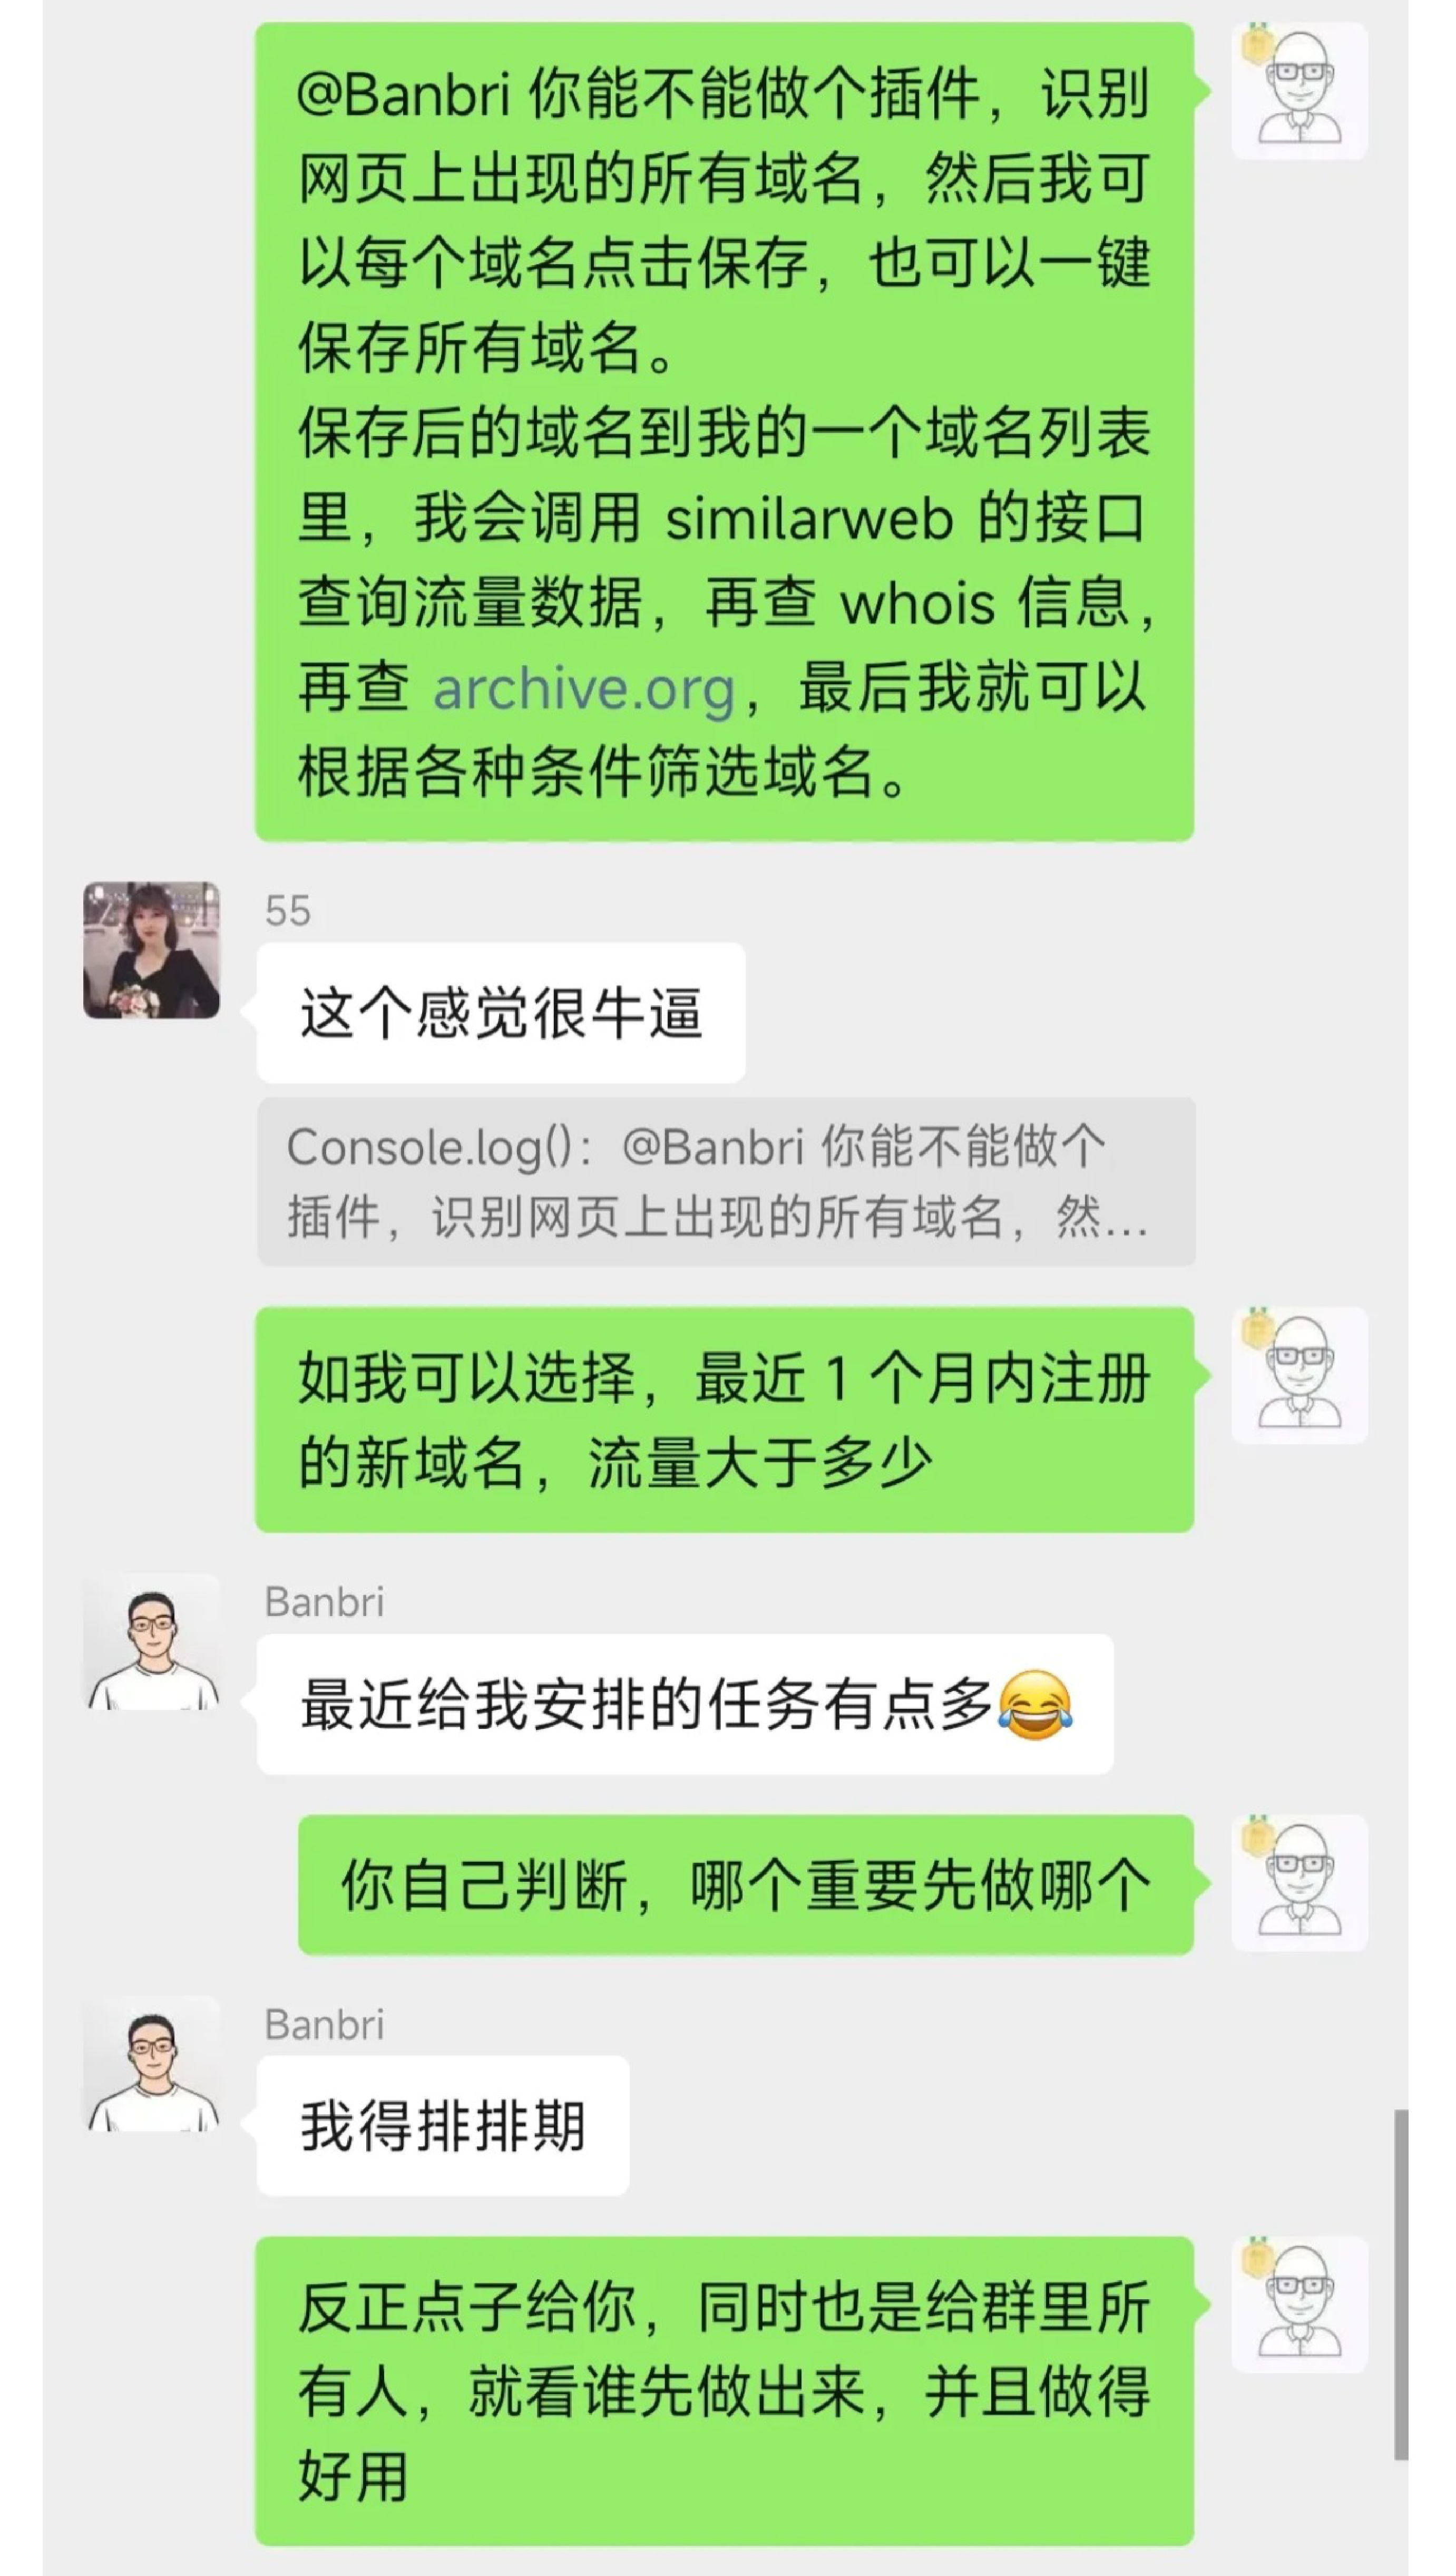 @Banbri 你能不能做个插件，识别
网页上出现的所有域名，然后我可
以每个域名点击保存，也可以一键
保存所有域名。
保存后的域名到我的一个域名列表
里，我会调用 similarweb 的接口
查询流量数据，再查 whois 信息，
再查 archive.org，最后我就可以
根据各种条件筛选域名。
55
这个感觉很牛逼
Console.log()：@Banbri 你能不能做个
插件，识别网页上出现的所有域名，然...
如我可以选择，最近 1 个月内注册
的新域名，流量大于多少
Banbri
最近给我安排的任务有点多😂
你自己判断，哪个重要先做哪个
Banbri
我得排排期
反正点子给你，同时也是给群里所
有人，就看谁先做出来，并且做得
好用